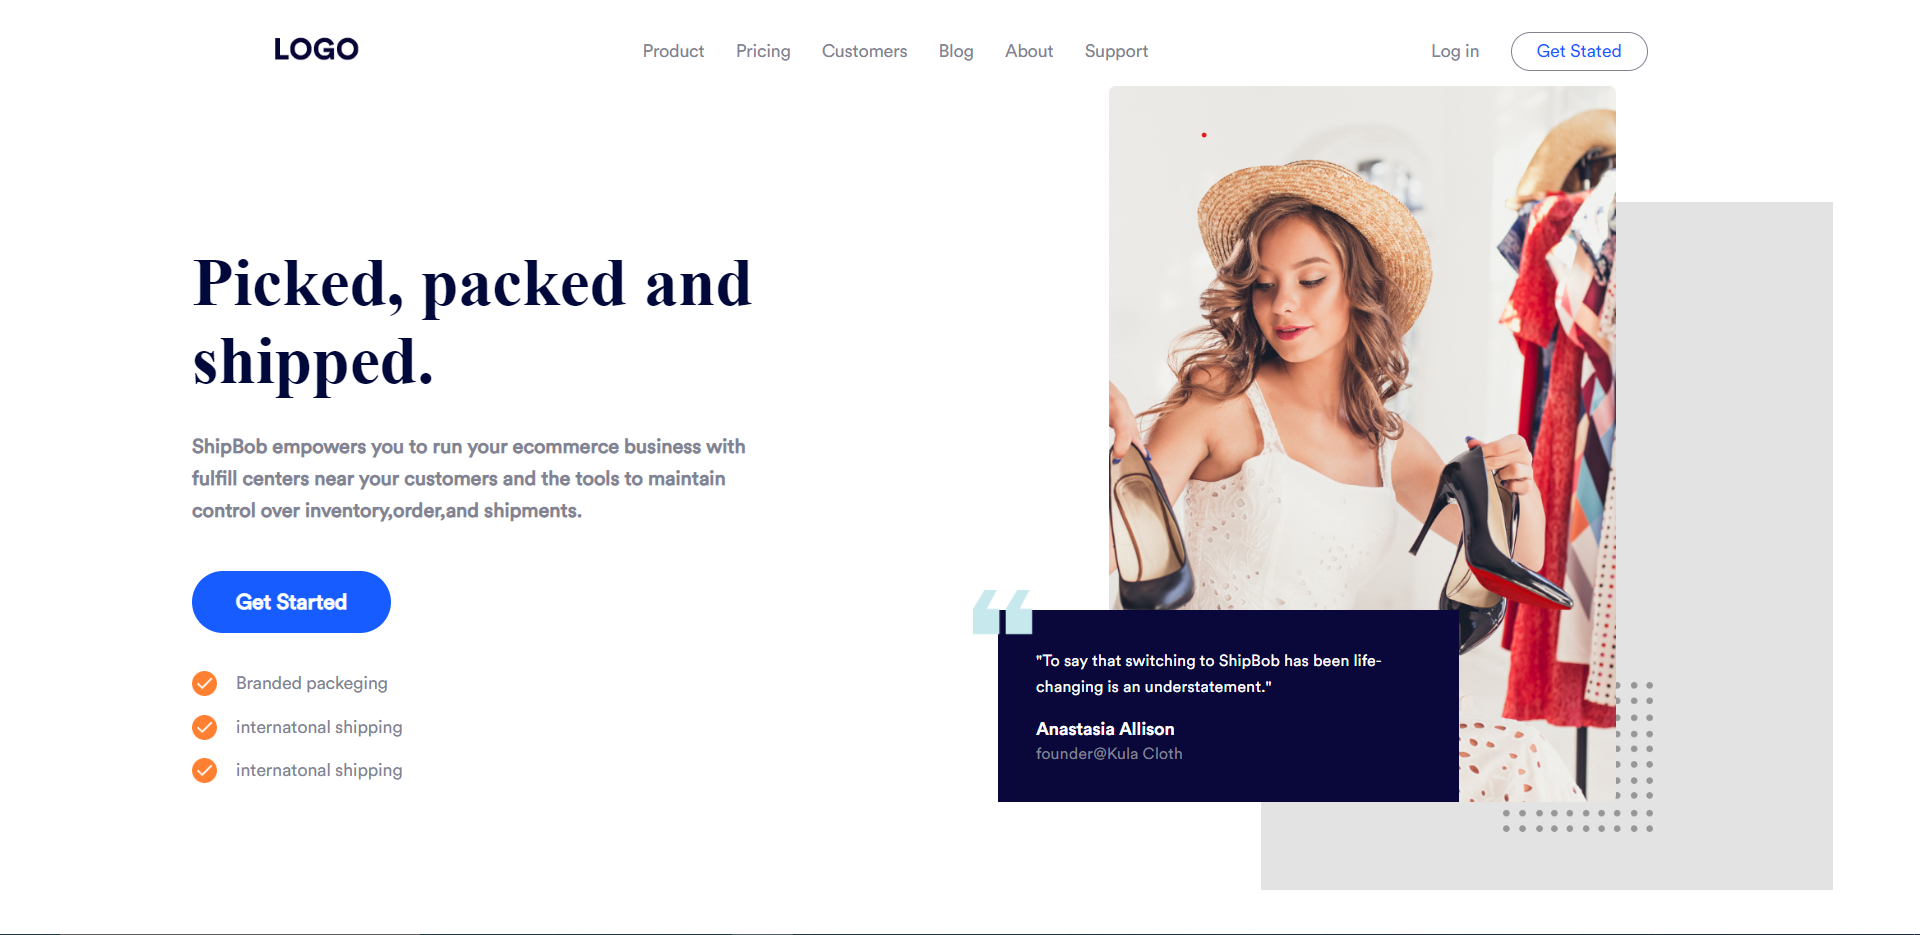 LOGO
Product Pricing Customers Blog About Support
Log in Get Stated
Picked, packed and
shipped.
ShipBob empowers you to run your ecommerce business with
fulfill centers near your customers and the tools to maintain
control over inventory,order,and shipments.
Get Started
Branded packeging
internatonal shipping
internatonal shipping
"To say that switching to ShipBob has been life-
changing is an understatement."
Anastasia Allison
founder@Kula Cloth